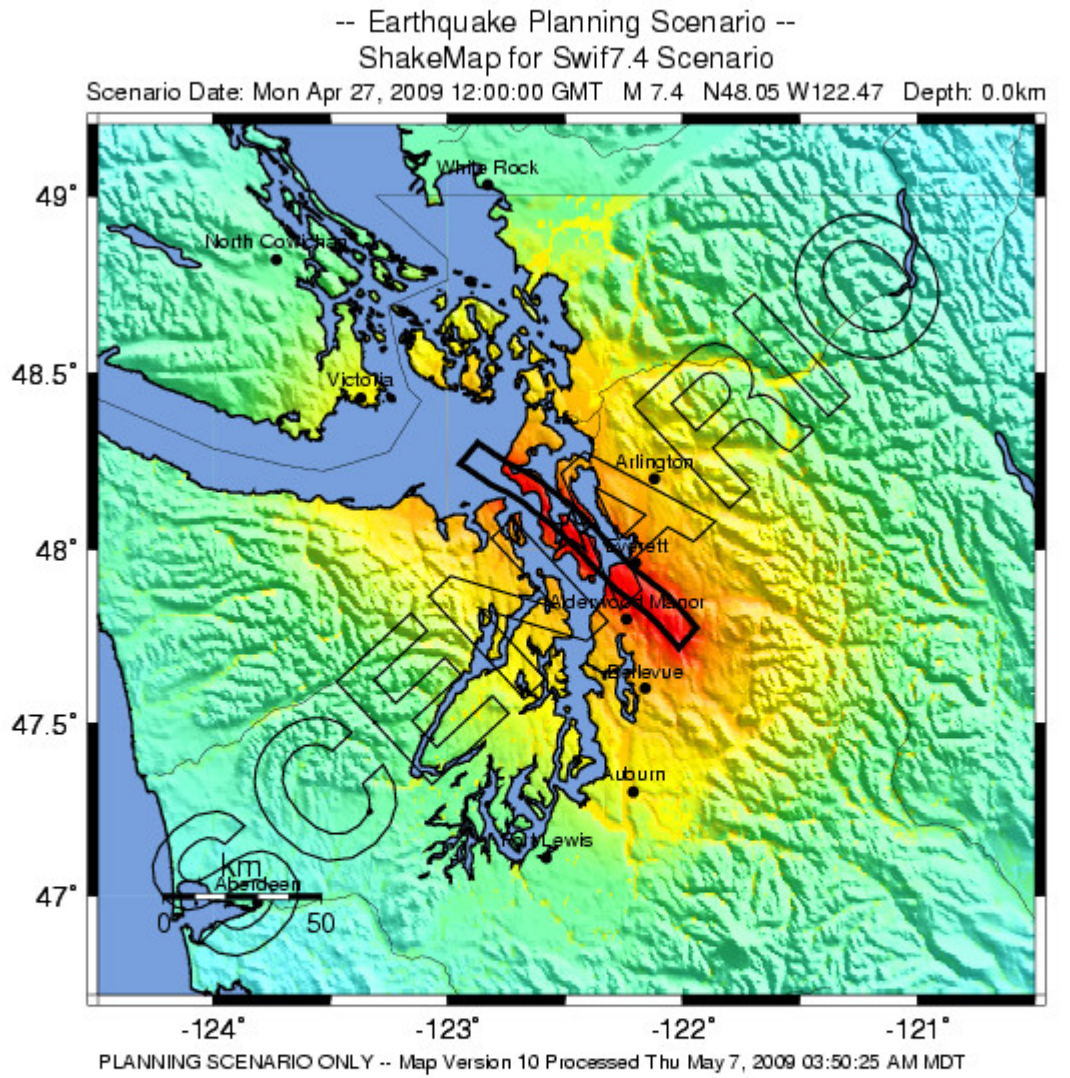 -- Earthquake Planning Scenario --
ShakeMap for Swif7.4 Scenario
Scenario Date: Mon Apr 27, 2009 12:00:00 GMT M 7.4 N48.05 W122.47 Depth: 0.0km
White Rock
49°
North Cowichan
48.5°
Victoria
Arlington
48°
Everett
Alderwood Manor
Bellevue
47.5°
Auburn
Fort Lewis
km
Aberdeen
47°
0 50
SCENARIO
-124° -123° -122° -121°
PLANNING SCENARIO ONLY -- Map Version 10 Processed Thu May 7, 2009 03:50:25 AM MDT